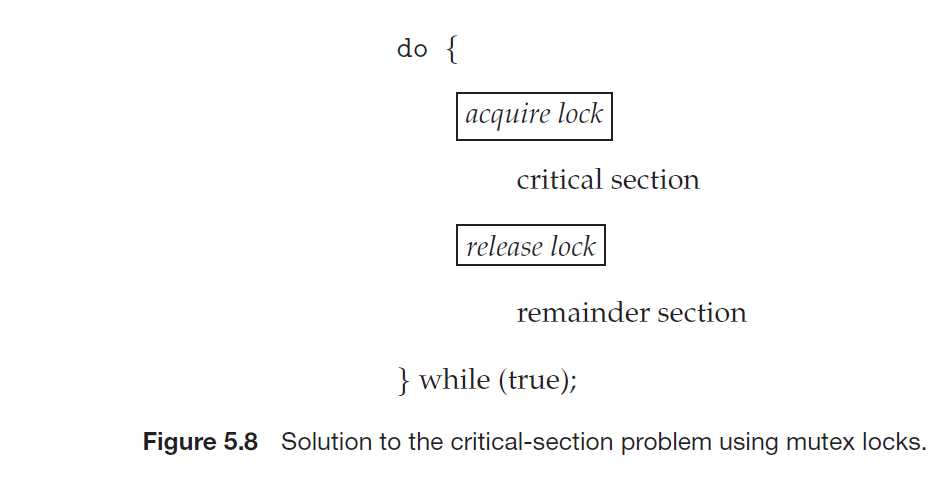 do {
acquire lock
critical section
release lock
remainder section
} while (true);
Figure 5.8 Solution to the critical-section problem using mutex locks.